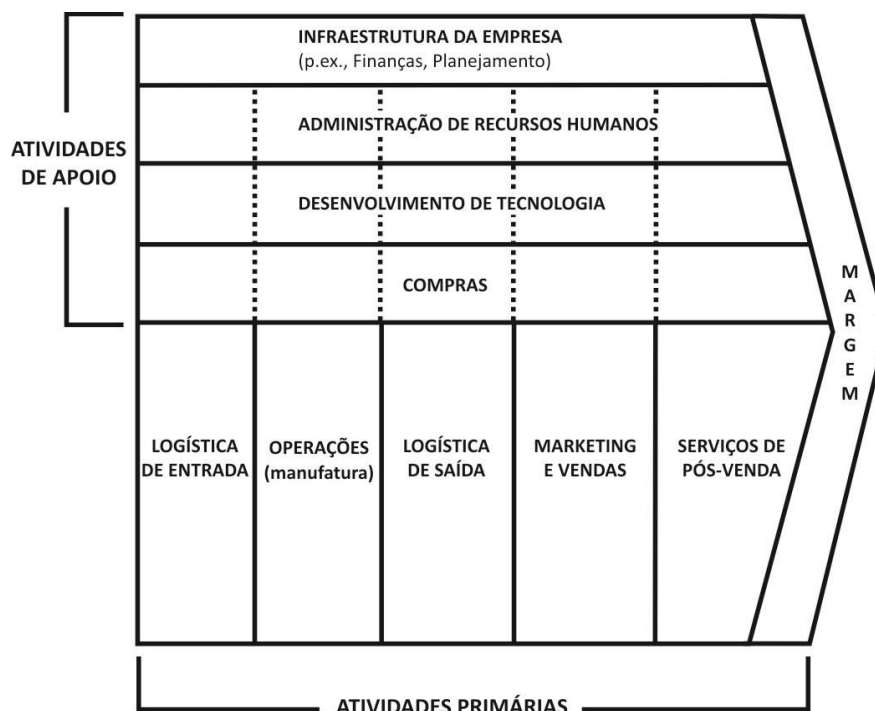 INFRAESTRUTURA DA EMPRESA
(p.ex., Finanças, Planejamento)
ADMINISTRAÇÃO DE RECURSOS HUMANOS
ATIVIDADES
DE APOIO
DESENVOLVIMENTO DE TECNOLOGIA
COMPRAS
M
A
R
G
E
M
LOGÍSTICA
DE ENTRADA
OPERAÇÕES
(manufatura)
LOGÍSTICA
DE SAÍDA
MARKETING
E VENDAS
SERVIÇOS DE
PÓS-VENDA
ATIVIDADES PRIMÁRIAS